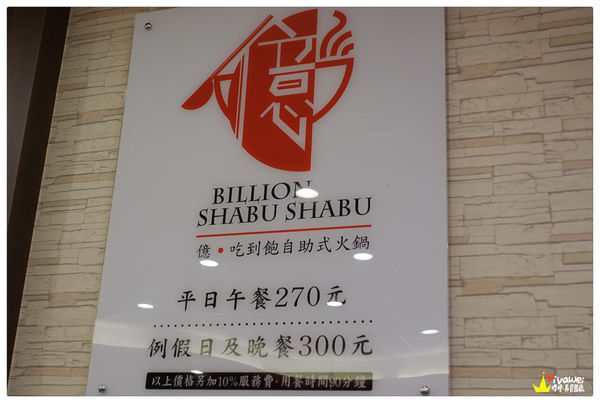 億
BILLION
SHABU SHABU
億•吃到飽自助式火鍋
平日午餐270元
例假日及晚餐300元
以上價格另加10%服務費•用餐時間90分鐘
Vivawei